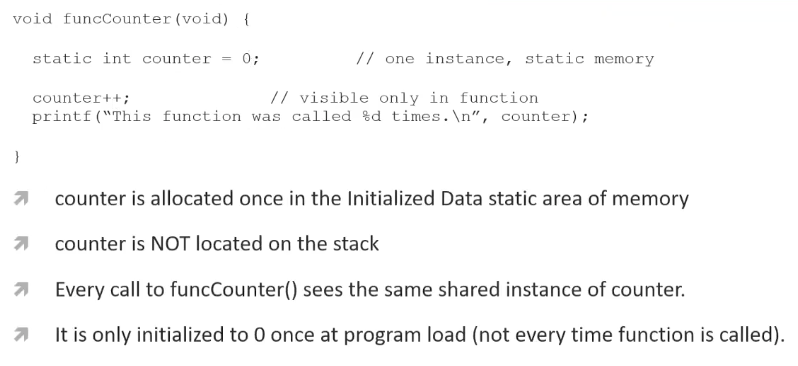 void funcCounter(void) {
static int counter = 0; // one instance, static memory
counter++; // visible only in function
printf(“This function was called %d times.\n”, counter);
}
counter is allocated once in the Initialized Data static area of memory
counter is NOT located on the stack
Every call to funcCounter() sees the same shared instance of counter.
It is only initialized to 0 once at program load (not every time function is called).